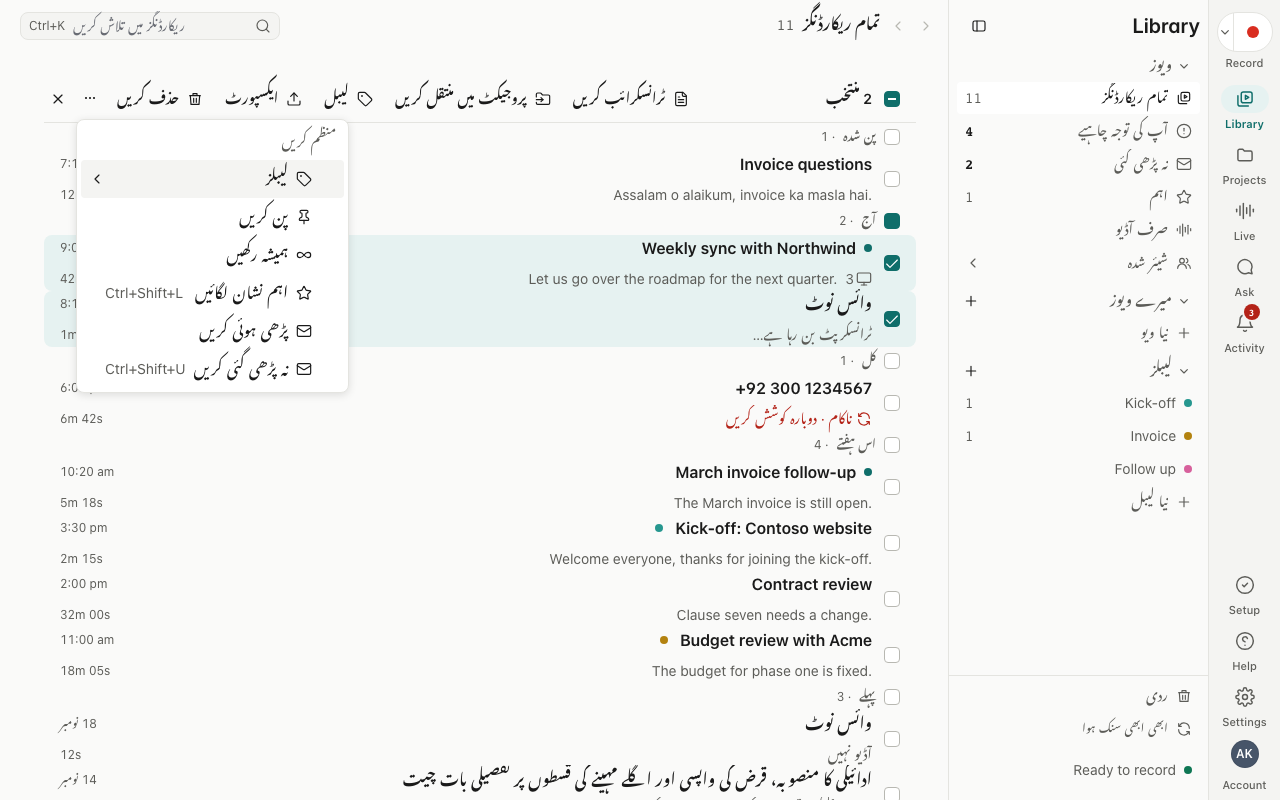 Record
Library
Projects
Live
Ask
3
Activity
Setup
Help
Settings
AK
Account
Library
ویوز
تمام ریکارڈنگز 11
آپ کی توجہ چاہیے 4
نہ پڑھی گئی 2
اہم 1
صرف آڈیو
شیئر شدہ
میرے ویوز
نیا ویو
لیبلز
Kick-off 1
Invoice 1
Follow up
نیا لیبل
ردی
ابھی ابھی سنک ہوا
Ready to record
تمام ریکارڈنگز 11
ریکارڈنگز میں تلاش کریں Ctrl+K
2 منتخب
ٹرانسکرائب کریں
پروجیکٹ میں منتقل کریں
لیبل
ایکسپورٹ
حذف کریں
منظم کریں
لیبلز
پن کریں
ہمیشہ رکھیں
اہم نشان لگائیں Ctrl+Shift+L
پڑھی ہوئی کریں
نہ پڑھی گئی کریں Ctrl+Shift+U
پن شدہ · 1
Invoice questions
Assalam o alaikum, invoice ka masla hai.
آج · 2
Weekly sync with Northwind
3 Let us go over the roadmap for the next quarter.
وائس نوٹ
ٹرانسکرپٹ بن رہا ہے...
کل · 1
+92 300 1234567
ناکام · دوبارہ کوشش کریں
6m 42s
اس ہفتے · 4
March invoice follow-up
10:20 am
The March invoice is still open.
5m 18s
Kick-off: Contoso website
3:30 pm
Welcome everyone, thanks for joining the kick-off.
2m 15s
Contract review
2:00 pm
Clause seven needs a change.
32m 00s
Budget review with Acme
11:00 am
The budget for phase one is fixed.
18m 05s
پہلے · 3
وائس نوٹ
18 نومبر
آڈیو نہیں
12s
ادائیگی کا منصوبہ، قرض کی واپسی اور اگلے مہینے کی قسطوں پر تفصیلی بات چیت
14 نومبر